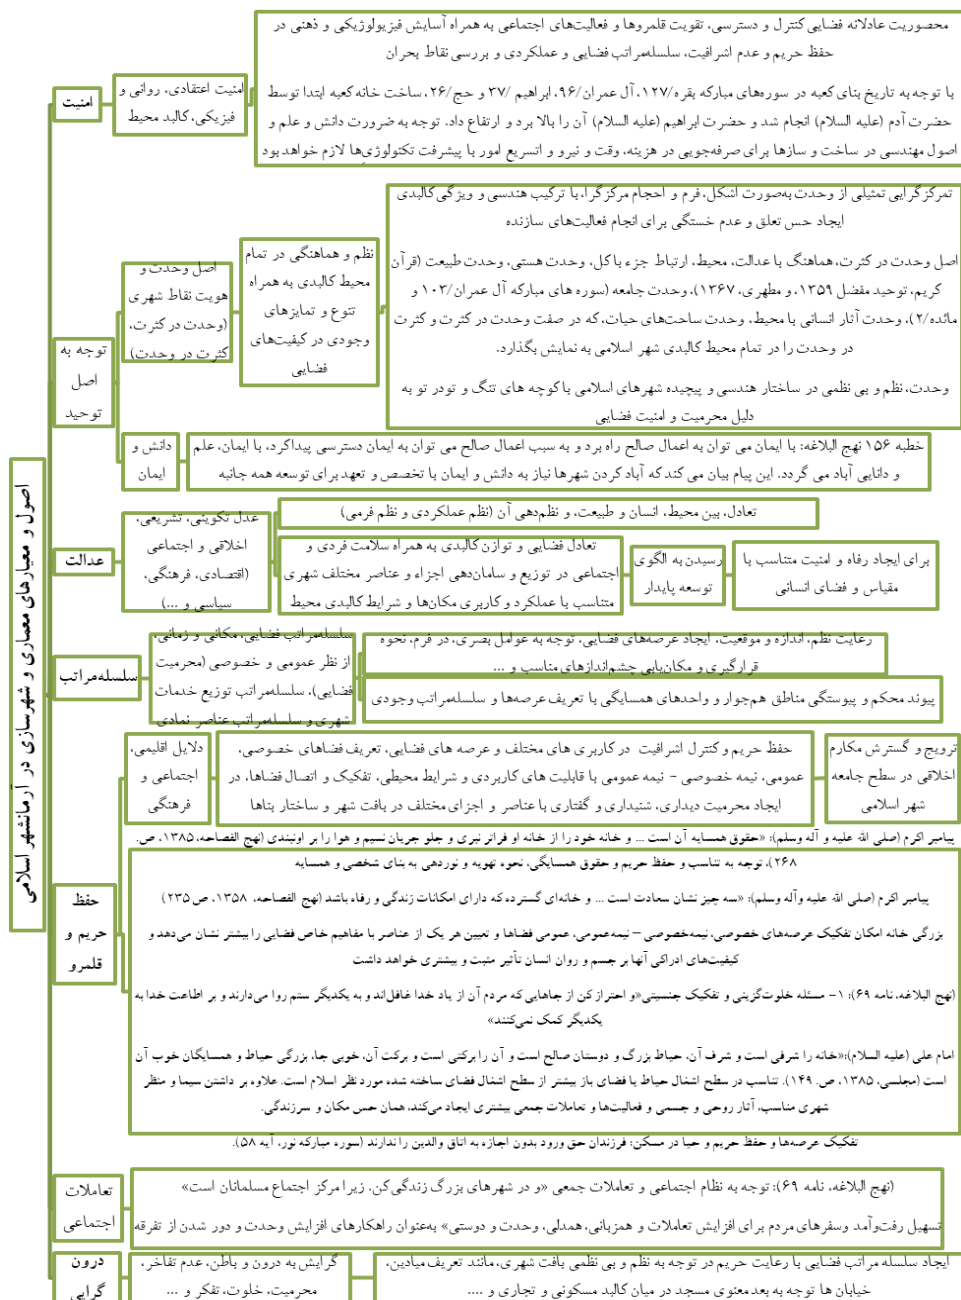 اصول و معیارهای معماری و شهرسازی در آرمانشهر اسلامی
امنیت
امنیت اعتقادی، روانی و
فیزیکی، کالبد محیط
محصوریت عادلانه فضایی کنترل و دسترسی، تقویت قلمروها و فعالیت‌های اجتماعی به همراه آسایش فیزیولوژیکی و ذهنی در
حفظ حریم و عدم اشرافیت، سلسله‌مراتب فضایی و عملکردی و بررسی نقاط بحران
با توجه به تاریخ بنای کعبه در سوره‌های مبارکه بقره/۱۲۷، آل عمران/۹۶، ابراهیم /۳۷ و حج/۲۶، ساخت خانه کعبه ابتدا توسط
حضرت آدم (علیه السلام) انجام شد و حضرت ابراهیم (علیه السلام) آن را بالا برد و ارتفاع داد. توجه به ضرورت دانش و علم و
اصول مهندسی در ساخت و سازها برای صرفه‌جویی در هزینه، وقت و نیرو و اتسریع امور با پیشرفت تکنولوژی‌ها لازم خواهد بود
توجه به
اصل
توحید
اصل وحدت و
هویت نقاط شهری
(وحدت در کثرت،
کثرت در وحدت)
نظم و هماهنگی در تمام
محیط کالبدی به همراه
تنوع و تمایزهای
وجودی در کیفیت‌های
فضایی
تمرکزگرایی تمثیلی از وحدت به‌صورت اشکل، فرم و احجام مرکزگرا، با ترکیب هندسی و ویژگی کالبدی
ایجاد حس تعلق و عدم خستگی برای انجام فعالیت‌های سازنده
اصل وحدت در کثرت، هماهنگ با عدالت، محیط، ارتباط جزء با کل، وحدت هستی، وحدت طبیعت (قرآن
کریم، توحید مفضل ۱۳۵۹، و مطهری، ۱۳۶۷)، وحدت جامعه (سوره های مبارکه آل عمران/۱۰۳ و
مائده/۲)، وحدت آثار انسانی با محیط، وحدت ساحت‌های حیات، که در صفت وحدت در کثرت و کثرت
در وحدت را در تمام محیط کالبدی شهر اسلامی به نمایش بگذارد.
وحدت، نظم و بی نظمی در ساختار هندسی و پیچیده شهرهای اسلامی با کوچه های تنگ و تودر تو به
دلیل محرمیت و امنیت فضایی
دانش و
ایمان
خطبه ۱۵۶ نهج البلاغه: با ایمان می توان به اعمال صالح راه برد و به سبب اعمال صالح می توان به ایمان دسترسی پیدا کرد، با ایمان، علم
و دانایی آباد می گردد. این پیام بیان می کند که آباد کردن شهرها نیاز به دانش و ایمان با تخصص و تعهد برای توسعه همه جانبه
عدالت
عدل تکوینی، تشریعی،
اخلاقی و اجتماعی
(اقتصادی، فرهنگی،
سیاسی و ...)
تعادل، بین محیط، انسان و طبیعت، و نظم‌دهی آن (نظم عملکردی و نظم فرمی)
تعادل فضایی و توازن کالبدی به همراه سلامت فردی و
اجتماعی در توزیع و سامان‌دهی اجزاء و عناصر مختلف شهری
متناسب با عملکرد و کاربری مکان‌ها و شرایط کالبدی محیط
رسیدن به الگوی
توسعه پایدار
برای ایجاد رفاه و امنیت متناسب با
مقیاس و فضای انسانی
سلسله‌مراتب
سلسله‌مراتب فضایی، مکانی و زمانی،
از نظر عمومی و خصوصی (محرمیت
فضایی)، سلسله‌مراتب توزیع خدمات
شهری و سلسله‌مراتب عناصر نمادی
رعایت نظم، اندازه و موقعیت، ایجاد عرصه‌های فضایی، توجه به عوامل بصری، در فرم، نحوه
قرارگیری و مکان‌یابی چشم‌اندازهای مناسب و ...
پیوند محکم و پیوستگی مناطق هم‌جوار و واحدهای همسایگی با تعریف عرصه‌ها و سلسله‌مراتب وجودی
حفظ
حریم و
قلمرو
دلایل اقلیمی،
اجتماعی و
فرهنگی
حفظ حریم و کنترل اشرافیت در کاربری های مختلف و عرصه های فضایی، تعریف فضاهای خصوصی،
عمومی، نیمه خصوصی – نیمه عمومی با قابلیت های کاربردی و شرایط محیطی، تفکیک و اتصال فضاها، در
ایجاد محرمیت دیداری، شنیداری و گفتاری با عناصر و اجزای مختلف در بافت شهر و ساختار بناها
ترویج و گسترش مکارم
اخلاقی در سطح جامعه
شهر اسلامی
پیامبر اکرم (صلی الله علیه و آله وسلم): «حقوق همسایه آن است ... و خانه خود را از خانه او فراتر نبری و جلو جریان نسیم و هوا را بر اونبندی (نهج الفصاحه، ۱۳۸۵، ص.
۲۶۸)، توجه به تناسب و حفظ حریم و حقوق همسایگی، نحوه تهویه و نوردهی به بنای شخصی و همسایه
پیامبر اکرم (صلی الله علیه وآله وسلم): «سه چیز نشان سعادت است ... و خانه‌ای گسترده که دارای امکانات زندگی و رفاه باشد (نهج الفصاحه، ۱۳۵۸، ص ۲۳۵)
بزرگی خانه امکان تفکیک عرصه‌های خصوصی، نیمه‌خصوصی – نیمه‌عمومی، عمومی فضاها و تعیین هر یک از عناصر با مفاهیم خاص فضایی را بیشتر نشان می‌دهد و
کیفیت‌های ادراکی آنها بر جسم و روان انسان تأثیر مثبت و بیشتری خواهد داشت
(نهج البلاغه، نامه ۶۹): ۱- مسئله خلوت‌گزینی و تفکیک جنسیتی«و احتراز کن از جاهایی که مردم آن از یاد خدا غافل‌اند و به یکدیگر ستم روا می‌دارند و بر اطاعت خدا به
یکدیگر کمک نمی‌کنند»
امام علی (علیه السلام):«خانه را شرفی است و شرف آن، حیاط بزرگ و دوستان صالح است و آن را برکتی است و برکت آن، خوبی جا، بزرگی حیاط و همسایگان خوب آن
است (مجلسی، ۱۳۸۵، ص. ۱۴۹). تناسب در سطح اشغال حیاط یا فضای باز بیشتر از سطح اشغال فضای ساخته شده مورد نظر اسلام است. علاوه بر داشتن سیما و منظر
شهری مناسب، آثار روحی و جسمی و فعالیت‌ها و تعاملات جمعی بیشتری ایجاد می‌کند، همان حس مکان و سرزندگی.
تفکیک عرصه‌ها و حفظ حریم و حیا در مسکن: فرزندان حق ورود بدون اجازه به اتاق والدین را ندارند (سوره مبارکه نور، آیه ۵۸).
تعاملات
اجتماعی
(نهج البلاغه، نامه ۶۹): توجه به نظام اجتماعی و تعاملات جمعی «و در شهرهای بزرگ زندگی کن. زیرا مرکز اجتماع مسلمانان است»
تسهیل رفت‌وآمد وسفرهای مردم برای افزایش تعاملات و همزبانی، همدلی، وحدت و دوستی» به‌عنوان راهکارهای افزایش وحدت و دور شدن از تفرقه
درون
گرایی
گرایش به درون و باطن، عدم تفاخر،
محرمیت، خلوت، تفکر و ...
ایجاد سلسله مراتب فضایی با رعایت حریم در توجه به نظم و بی نظمی بافت شهری، مانند تعریف میادین،
خیابان ها توجه به بعد معنوی مسجد در میان کالبد مسکونی و تجاری و ....